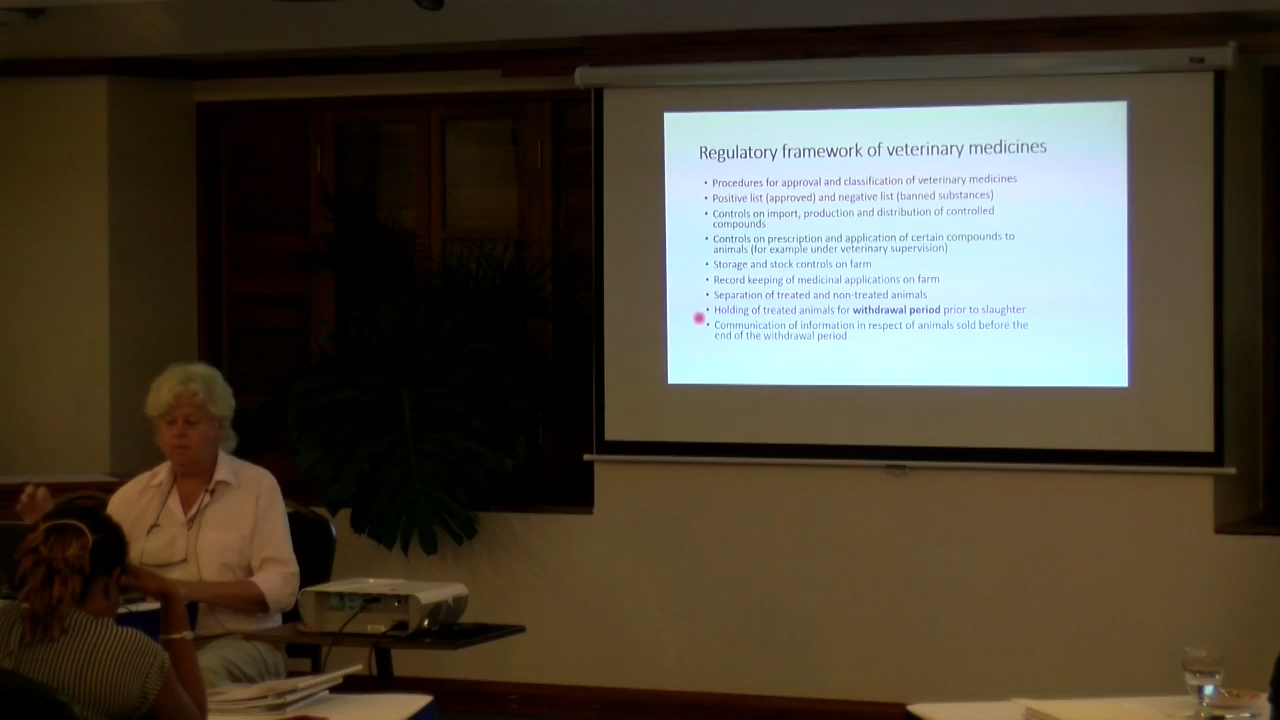 Regulatory framework of veterinary medicines
• Procedures for approval and classification of veterinary medicines
• Positive list (approved) and negative list (banned substances)
• Controls on import, production and distribution of controlled
compounds
• Controls on prescription and application of certain compounds to
animals (for example under veterinary supervision)
• Storage and stock controls on farm
• Record keeping of medicinal applications on farm
• Separation of treated and non-treated animals
• Holding of treated animals for withdrawal period prior to slaughter
• Communication of information in respect of animals sold before the
end of the withdrawal period